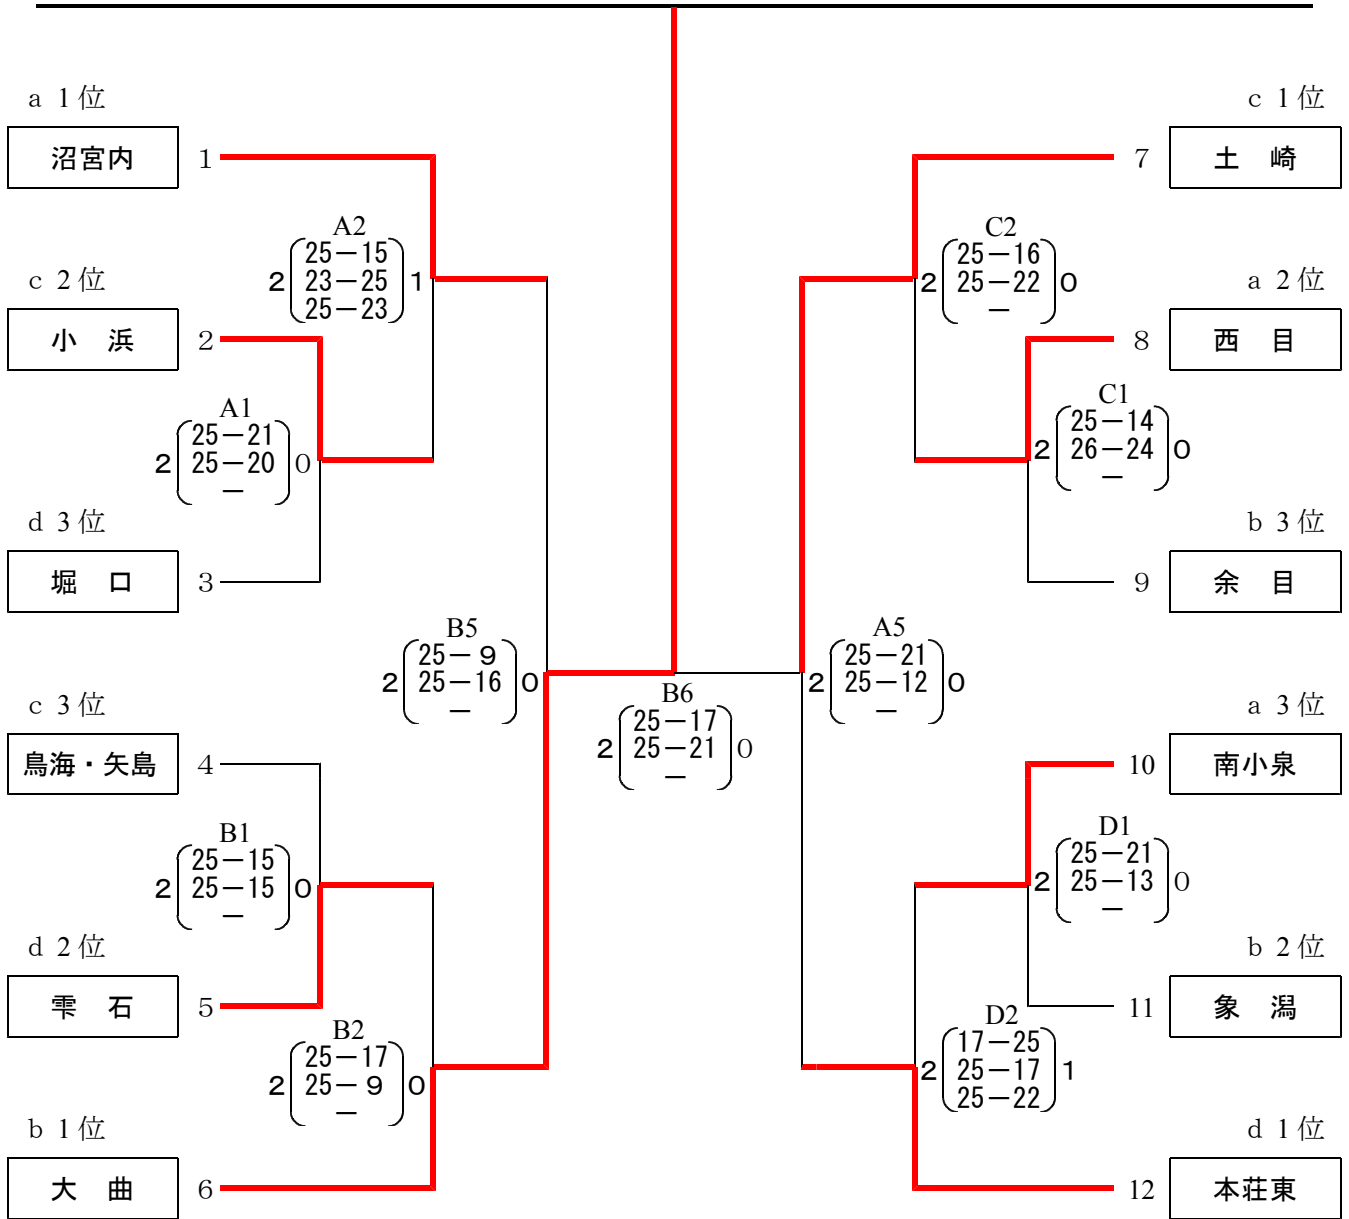 a 1位
沼宮内 1
A2
25－15
2 23－25 1
25－23
c 2位
小 浜 2
A1
25－21
2 25－20 0
－
d 3位
堀 口 3
B5
25－ 9
2 25－16 0
－
c 3位
鳥海・矢島 4
B1
25－15
2 25－15 0
－
d 2位
雫 石 5
B2
25－17
2 25－ 9 0
－
b 1位
大 曲 6
B6
25－17
2 25－21 0
－
c 1位
7 土 崎
C2
25－16
2 25－22 0
－
a 2位
8 西 目
C1
25－14
2 26－24 0
－
b 3位
9 余 目
A5
25－21
2 25－12 0
－
a 3位
10 南小泉
D1
25－21
2 25－13 0
－
b 2位
11 象 潟
D2
17－25
2 25－17 1
25－22
d 1位
12 本荘東